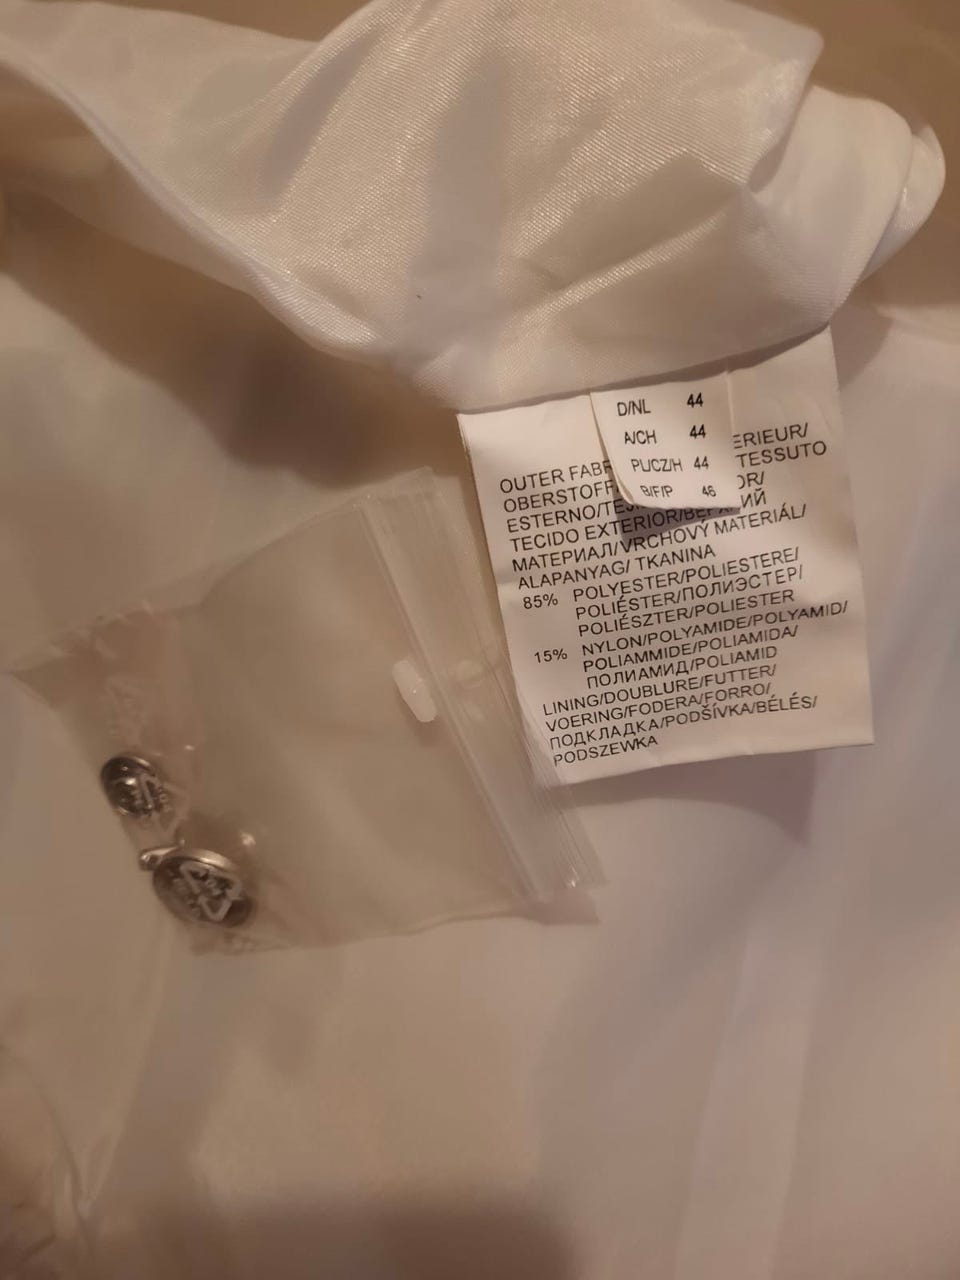 D/NL 44
A/CH 44
PL/CZ/H 44
B/F/P 46
OUTER FABR ERIEUR/
OBERSTOFF TESSUTO
ESTERNO/TEJ OR/
TECIDO EXTERIOR/ВЕРХНИЙ
МАТЕРИАЛ/VRCHOVÝ MATERIÁL/
ALAPANYAG/ TKANINA
85% POLYESTER/POLIESTERE/
POLIÉSTER/ПОЛИЭСТЕР/
POLIÉSZTER/POLIESTER
15% NYLON/POLYAMIDE/POLYAMID/
POLIAMMIDE/POLIAMIDA/
ПОЛИАМИД/POLIAMID
LINING/DOUBLURE/FUTTER/
VOERING/FODERA/FORRO/
ПОДКЛАДКА/PODŠÍVKA/BÉLÉS/
PODSZEWKA